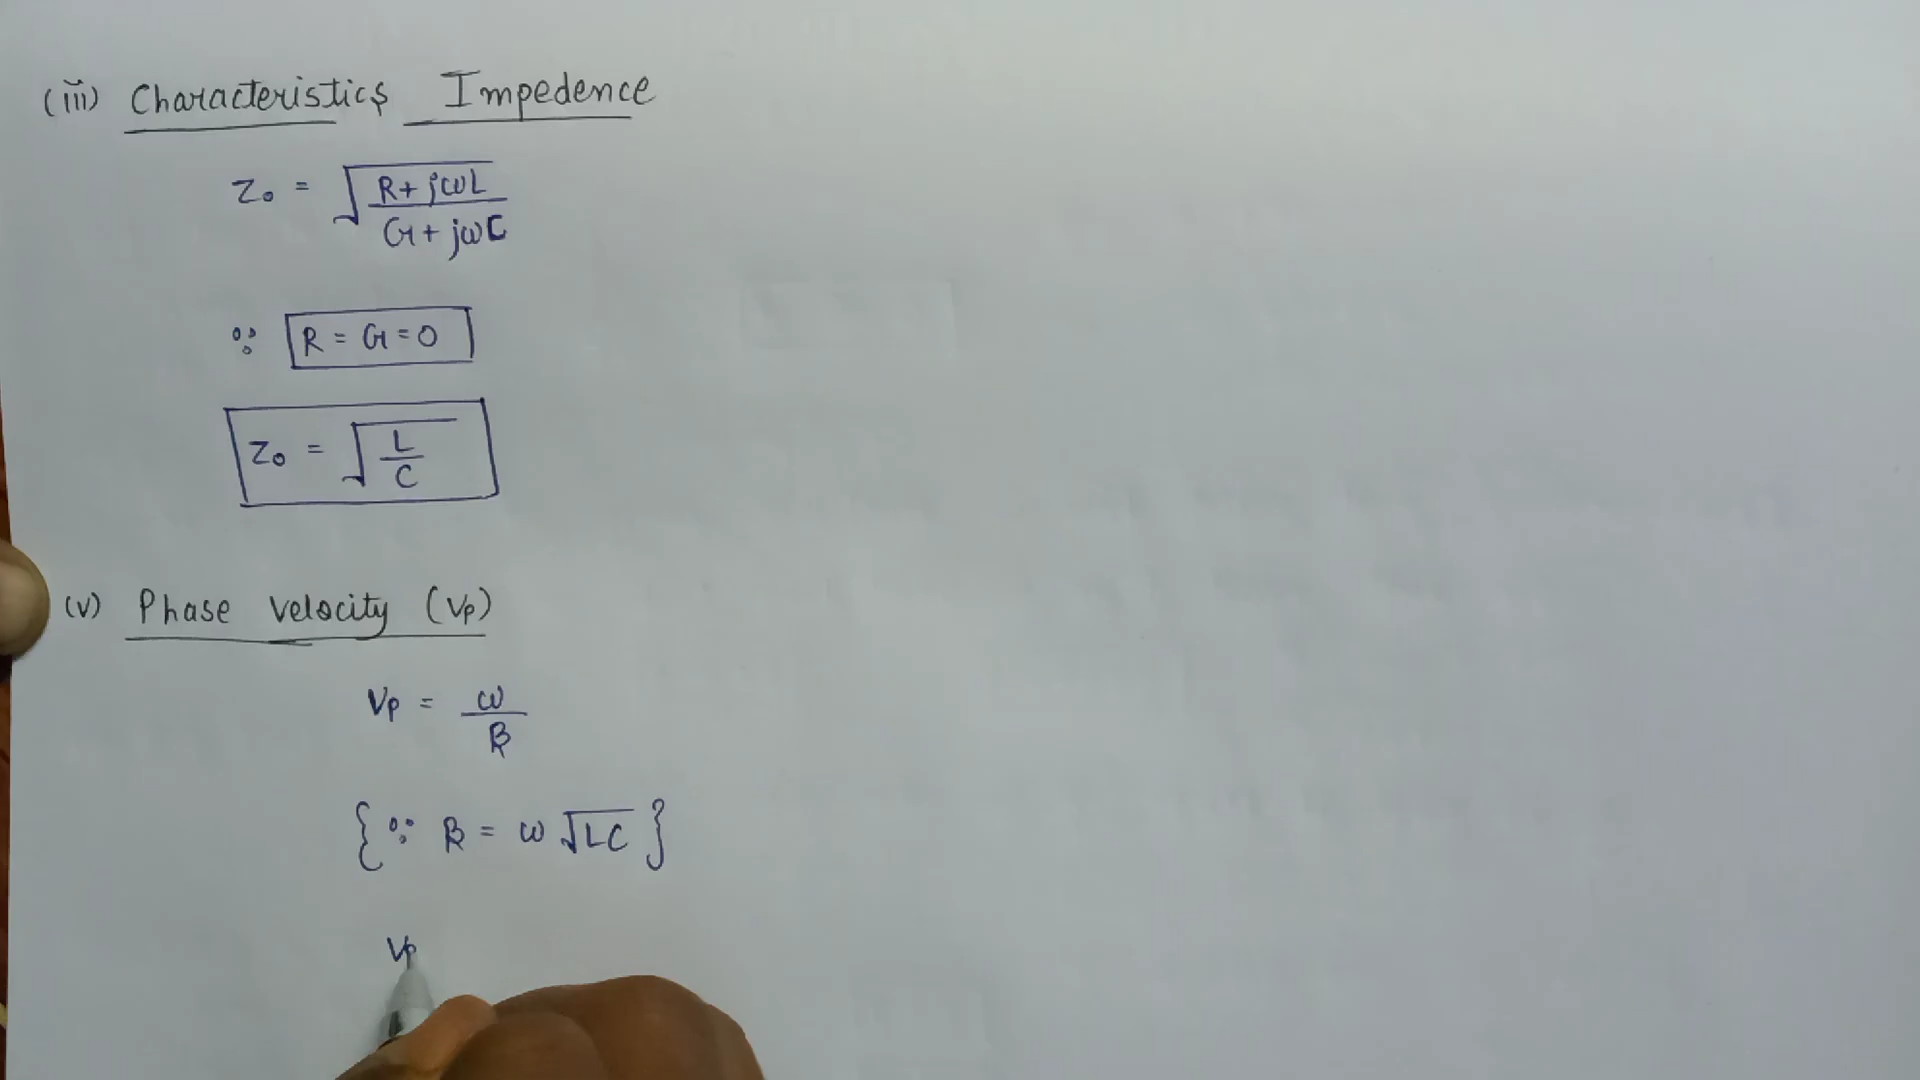 (iii) Characteristics Impedence
Z₀ = √((R + jωL)/(G + jωC))
∵ R = G = 0
Z₀ = √(L/C)
(v) Phase Velocity (Vp)
Vp = ω/β
{∵ β = ω √LC}
Vp